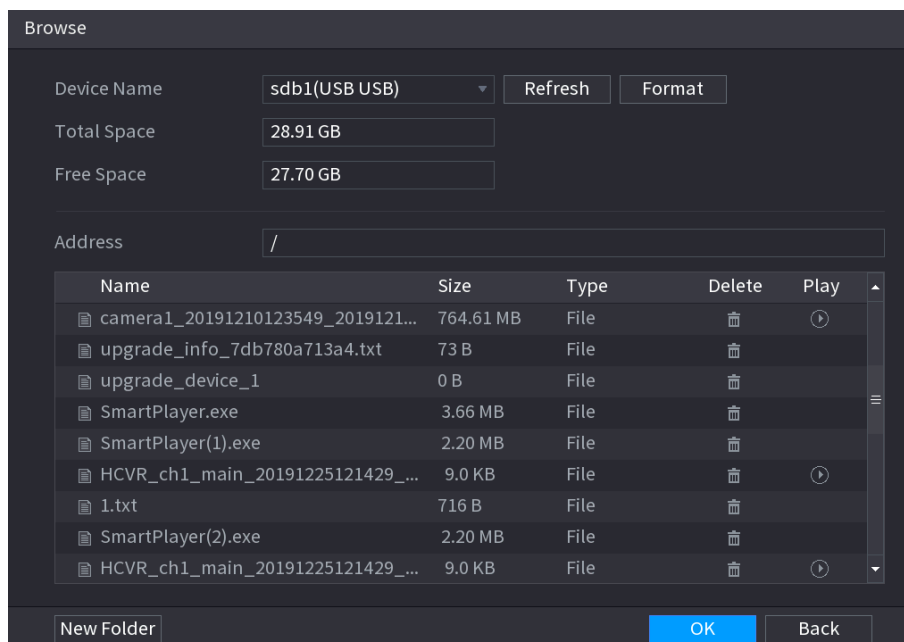 Browse
Device Name sdb1(USB USB) Refresh Format
Total Space 28.91 GB
Free Space 27.70 GB
Address /
Name Size Type Delete Play
camera1_20191210123549_2019121... 764.61 MB File
upgrade_info_7db780a713a4.txt 73 B File
upgrade_device_1 0 B File
SmartPlayer.exe 3.66 MB File
SmartPlayer(1).exe 2.20 MB File
HCVR_ch1_main_20191225121429_... 9.0 KB File
1.txt 716 B File
SmartPlayer(2).exe 2.20 MB File
HCVR_ch1_main_20191225121429_... 9.0 KB File
New Folder OK Back